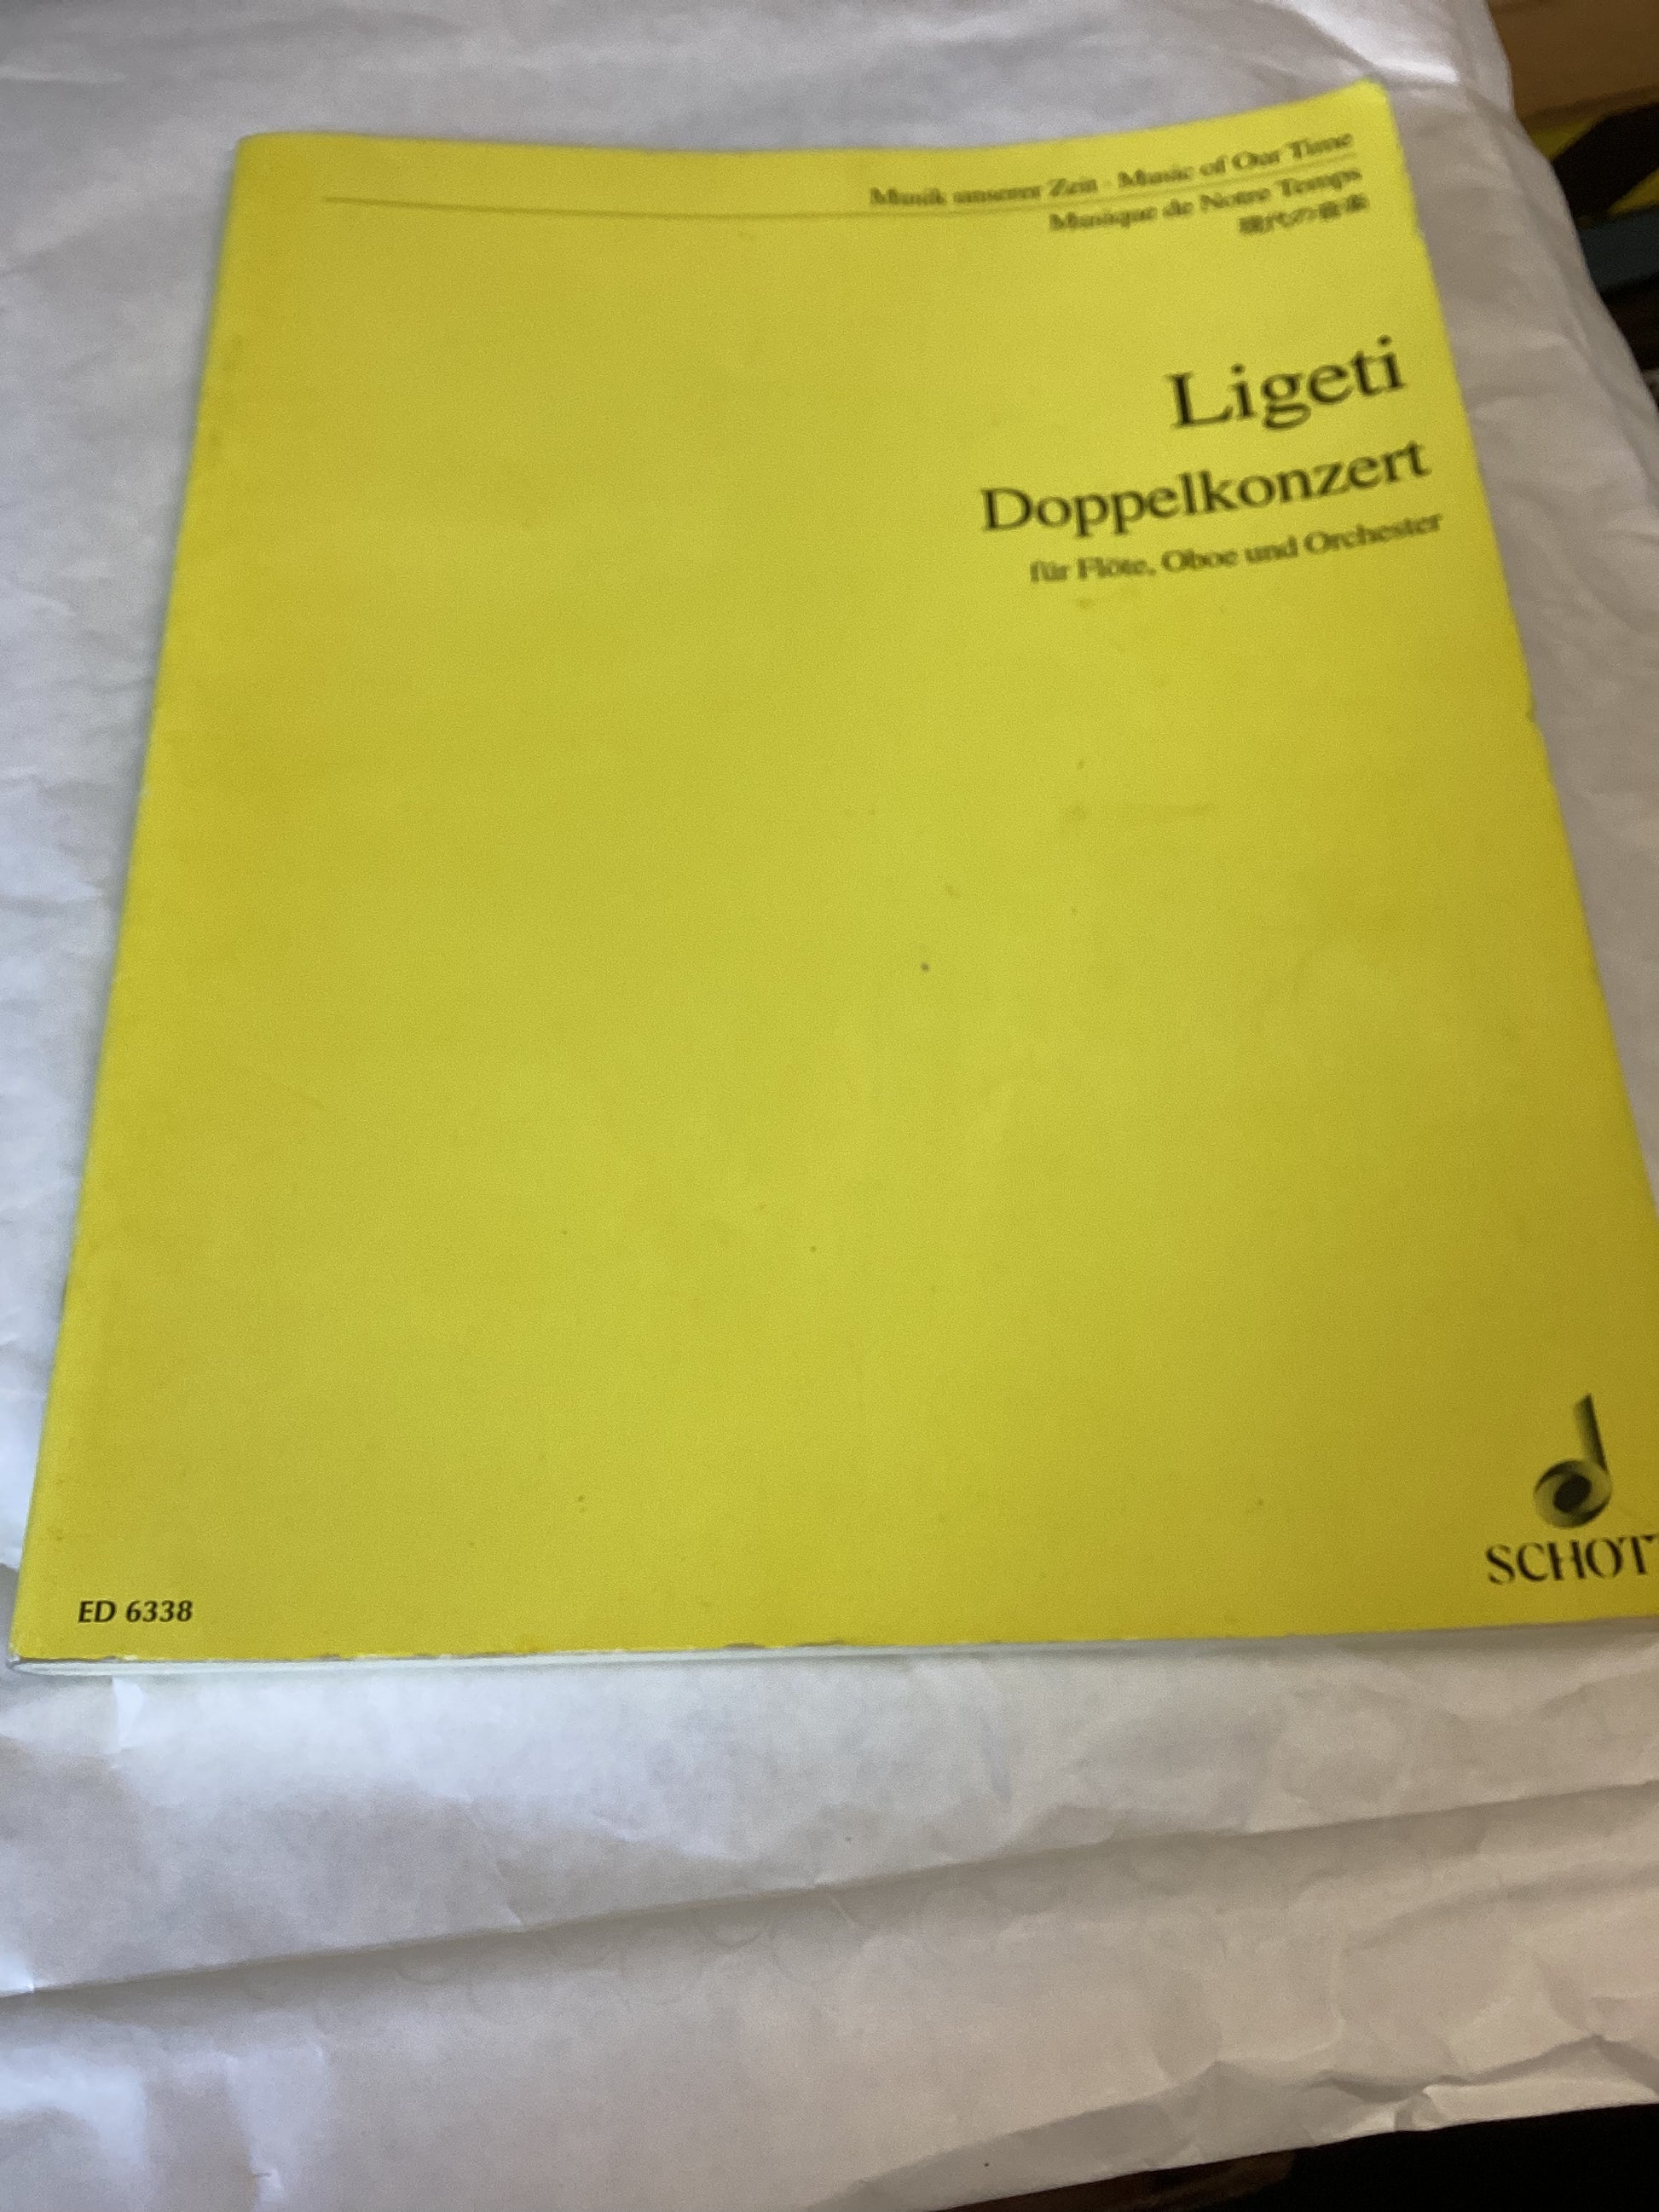 Musik unserer Zeit · Music of Our Time
Musique de Notre Temps
現代の音楽
Ligeti
Doppelkonzert
für Flöte, Oboe und Orchester
SCHOTT
ED 6338